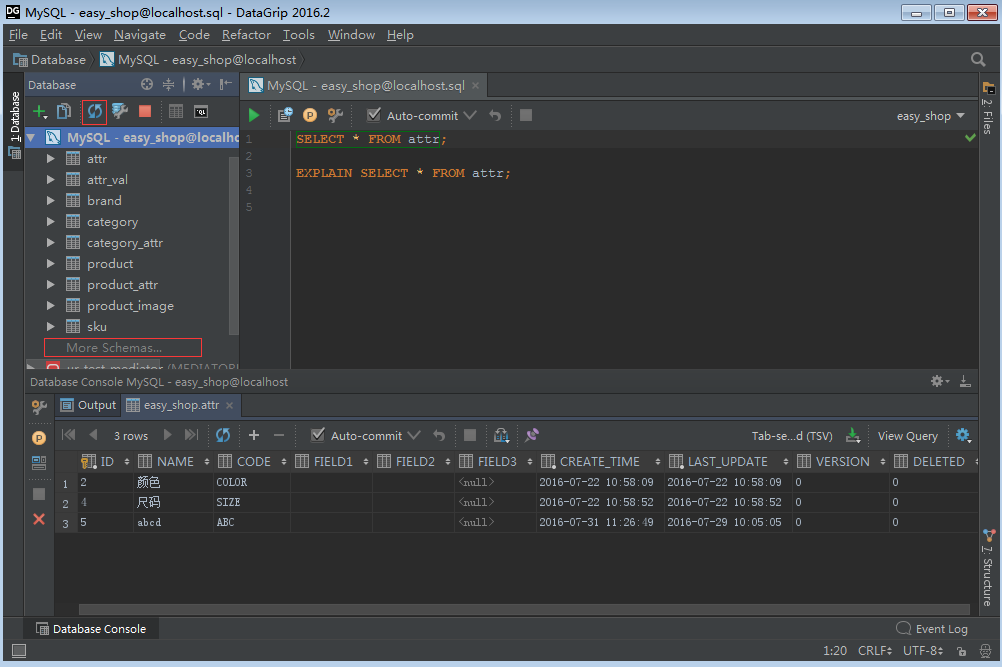 DG MySQL - easy_shop@localhost.sql - DataGrip 2016.2
File Edit View Navigate Code Refactor Tools Window Help
Database MySQL - easy_shop@localhost.sql
1: Database
Database
MySQL - easy_shop@localhost.sql
2: Files
QL
P
Auto-commit
easy_shop
MySQL - easy_shop@localhc
attr
attr_val
brand
category
category_attr
product
product_attr
product_image
sku
More Schemas...
ur_test_mediator (MEDIATORI
1 SELECT * FROM attr;
2
3 EXPLAIN SELECT * FROM attr;
4
5
Database Console MySQL - easy_shop@localhost
Output easy_shop.attr
P
3 rows Auto-commit Tab-se...d (TSV) View Query
ID NAME CODE FIELD1 FIELD2 FIELD3 CREATE_TIME LAST_UPDATE VERSION DELETED
1 2 颜色 COLOR <null> 2016-07-22 10:58:09 2016-07-22 10:58:09 0 0
2 4 尺码 SIZE <null> 2016-07-22 10:58:52 2016-07-22 10:58:52 0 0
3 5 abcd ABC <null> 2016-07-31 11:26:49 2016-07-29 10:05:05 0 0
7: Structure
Database Console
Event Log
1:20 CRLF UTF-8